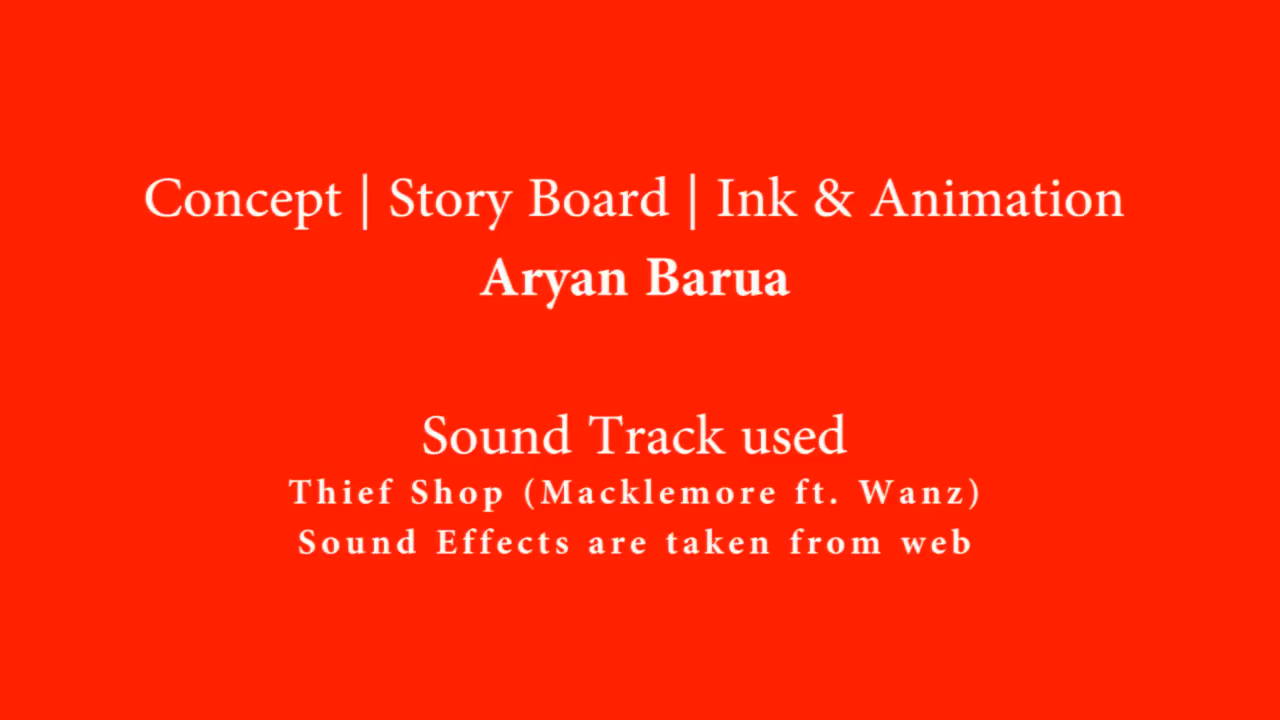 Concept | Story Board | Ink & Animation
Aryan Barua
Sound Track used
Thief Shop (Macklemore ft. Wanz)
Sound Effects are taken from web